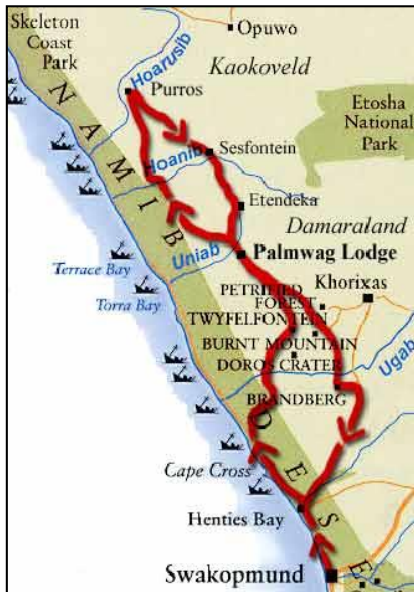 Skeleton
Coast Park
Opuwo
Hoarusib
Kaokoveld
Purros
Etosha
National
Park
NAMIB
Hoanib
Sesfontein
Etendeka
Damaraland
Uniab
Palmwag Lodge
Terrace Bay
Torra Bay
PETRIFIED
FOREST
Khorixas
TWYFELFONTEIN
BURNT MOUNTAIN
DOROS CRATER
Ugab
BRANDBERG
DESE
Cape Cross
Henties Bay
Swakopmund